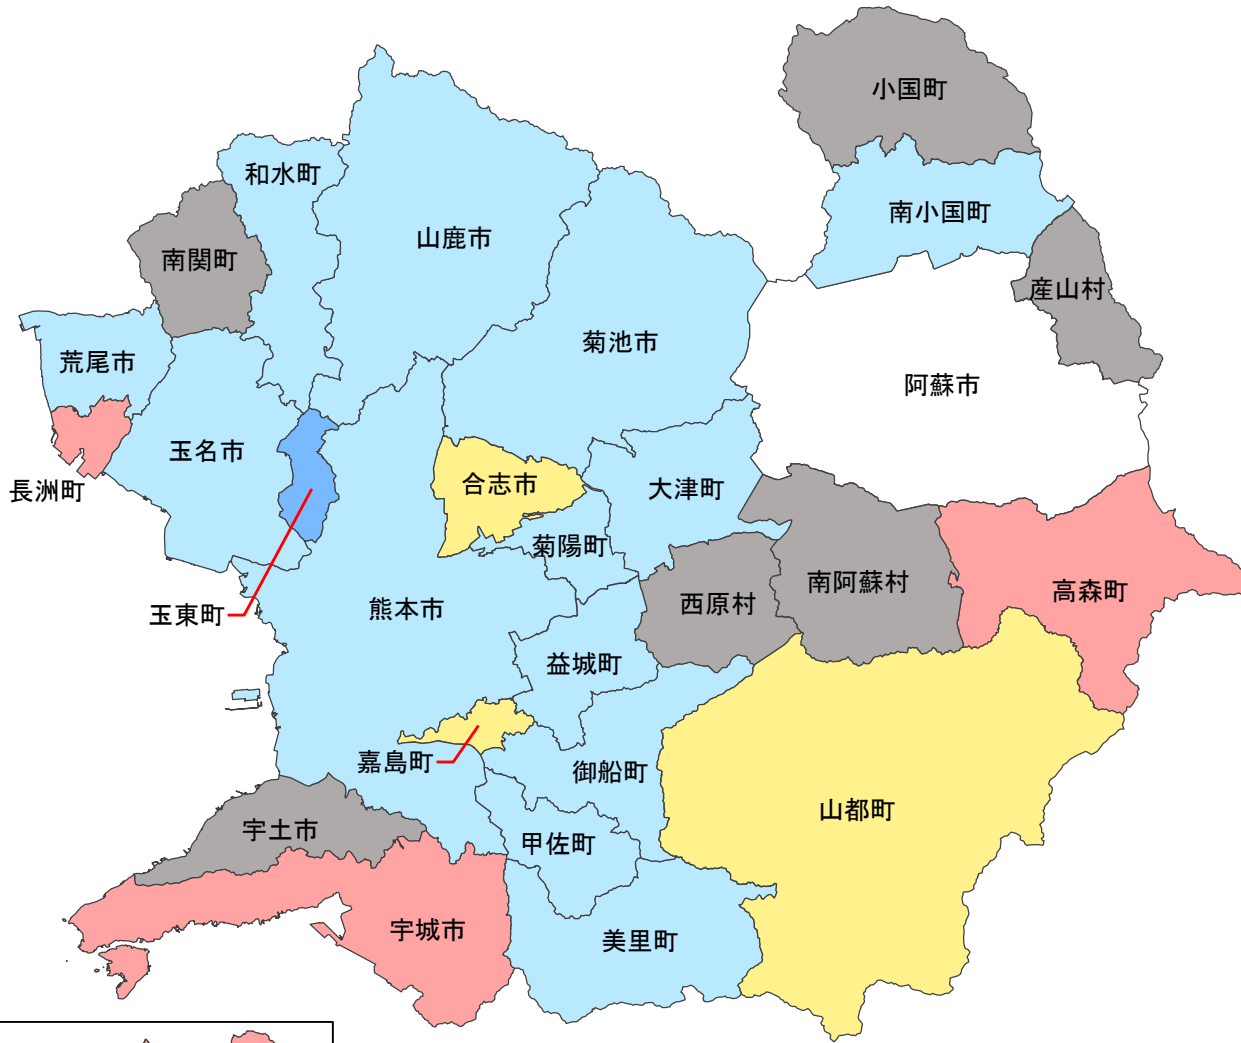 小国町
和水町
南小国町
山鹿市
南関町
産山村
菊池市
荒尾市
阿蘇市
玉名市
合志市
大津町
長洲町
菊陽町
南阿蘇村
高森町
西原村
熊本市
玉東町
益城町
嘉島町
御船町
山都町
宇土市
甲佐町
宇城市
美里町